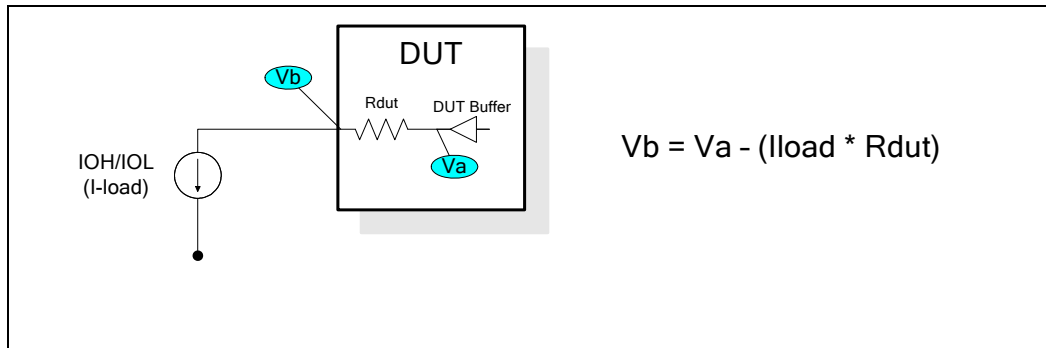 DUT
Vb
Rdut
DUT Buffer
Va
IOH/IOL
(I-load)
Vb = Va - (Iload * Rdut)